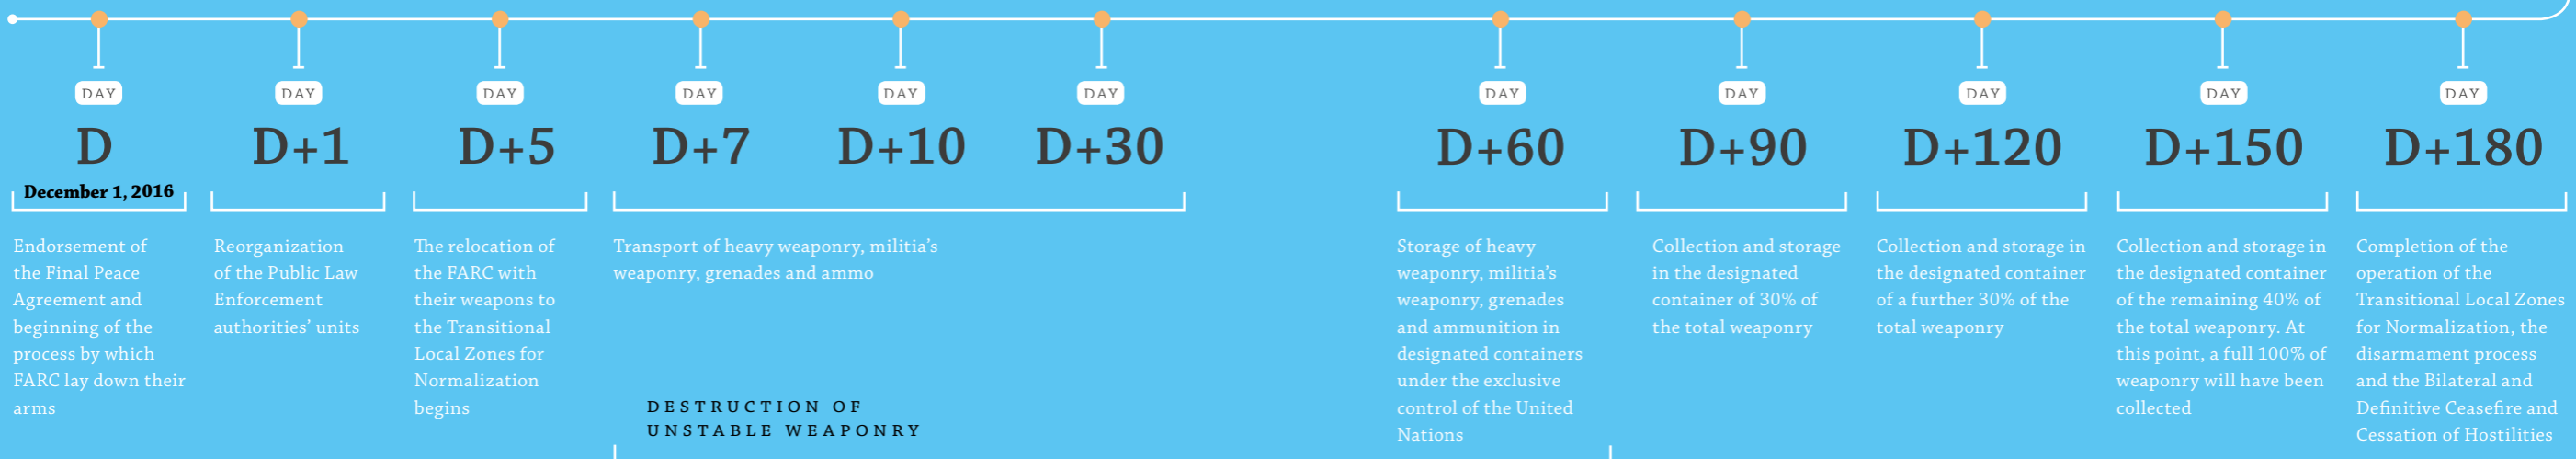 DAY
D
December 1, 2016
Endorsement of
the Final Peace
Agreement and
beginning of the
process by which
FARC lay down their
arms
DAY
D+1
Reorganization
of the Public Law
Enforcement
authorities’ units
DAY
D+5
The relocation of
the FARC with
their weapons to
the Transitional
Local Zones for
Normalization
begins
DAY
D+7
DAY
D+10
DAY
D+30
Transport of heavy weaponry, militia’s
weaponry, grenades and ammo
DESTRUCTION OF
UNSTABLE WEAPONRY
DAY
D+60
Storage of heavy
weaponry, militia’s
weaponry, grenades
and ammunition in
designated containers
under the exclusive
control of the United
Nations
DAY
D+90
Collection and storage
in the designated
container of 30% of
the total weaponry
DAY
D+120
Collection and storage in
the designated container
of a further 30% of the
total weaponry
DAY
D+150
Collection and storage in
the designated container
of the remaining 40% of
the total weaponry. At
this point, a full 100% of
weaponry will have been
collected
DAY
D+180
Completion of the
operation of the
Transitional Local Zones
for Normalization, the
disarmament process
and the Bilateral and
Definitive Ceasefire and
Cessation of Hostilities